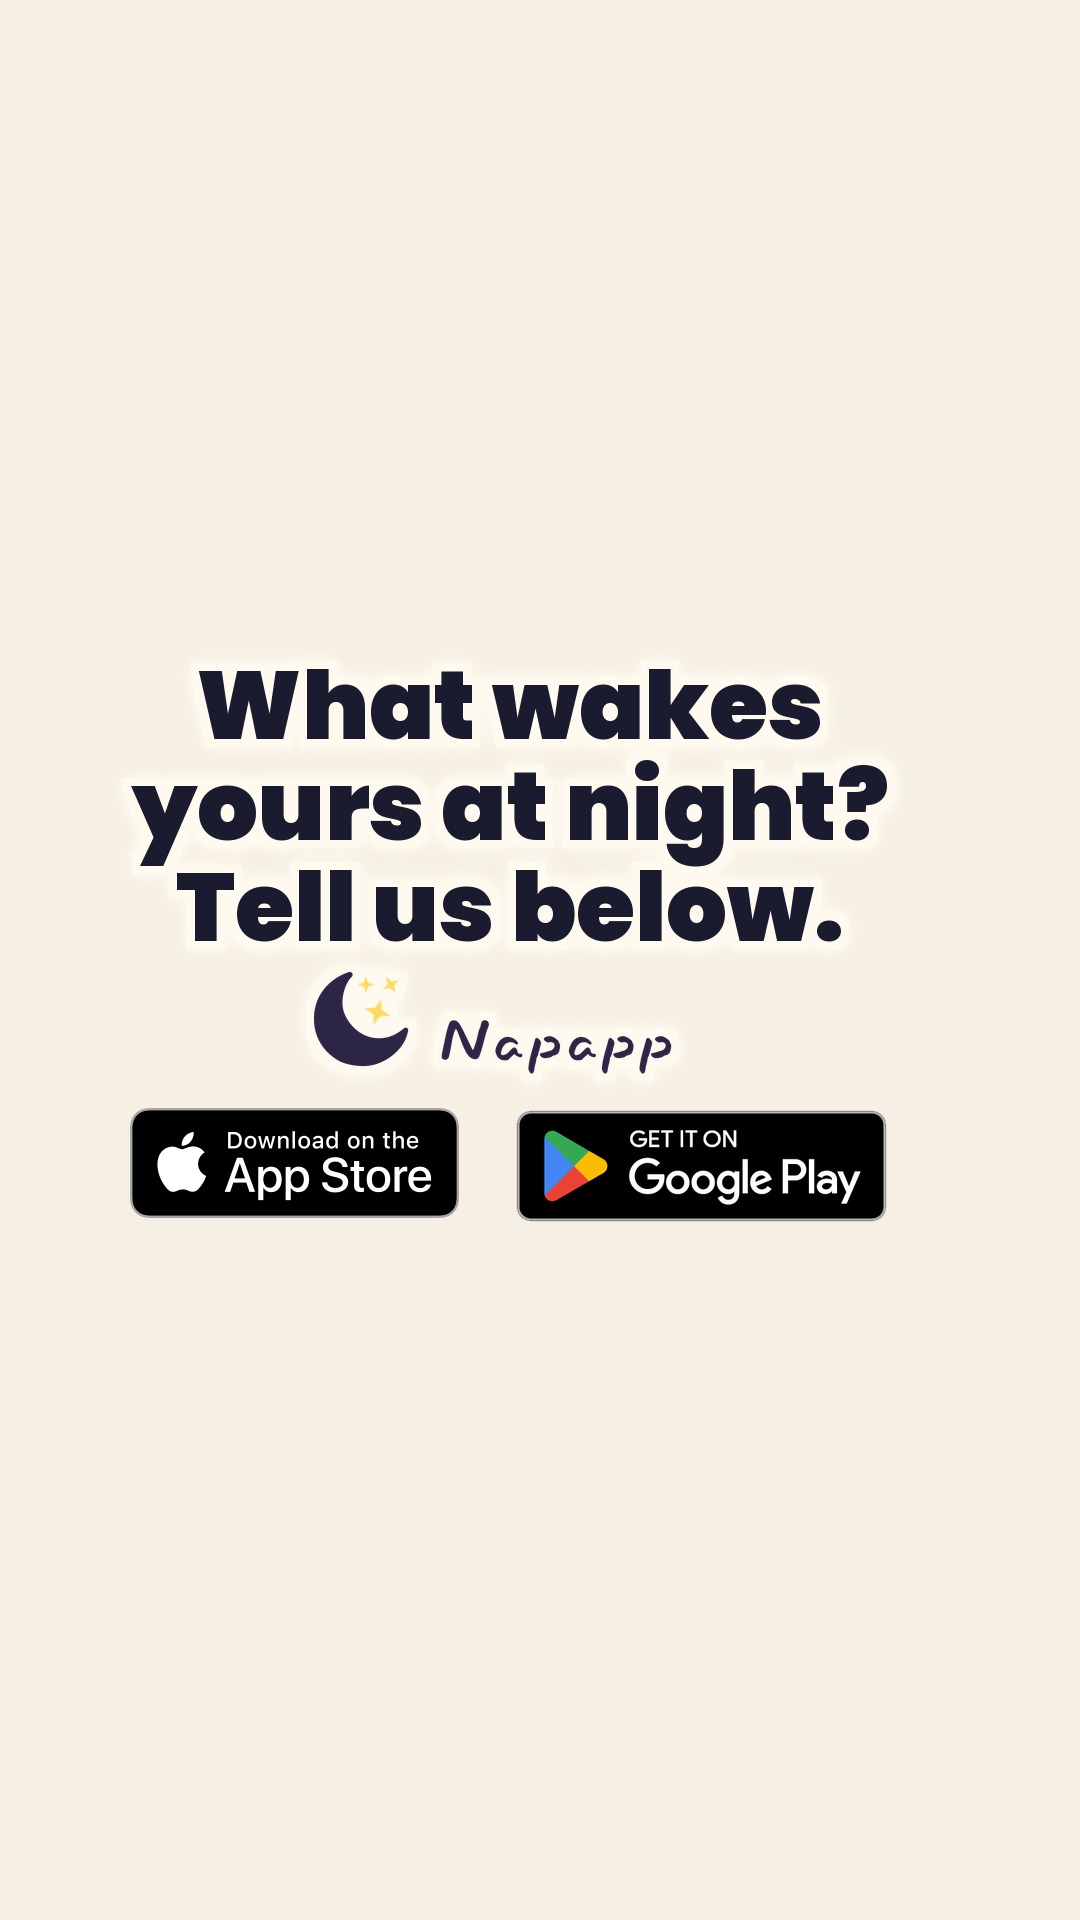 What wakes
yours at night?
Tell us below.
Napapp
Download on the
App Store
GET IT ON
Google Play